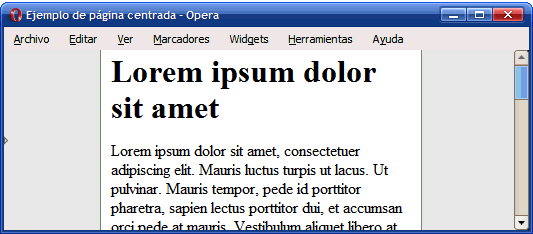 Ejemplo de página centrada - Opera
Archivo Editar Ver Marcadores Widgets Herramientas Ayuda
Lorem ipsum dolor
sit amet
Lorem ipsum dolor sit amet, consectetuer
adipiscing elit. Mauris luctus turpis ut lacus. Ut
pulvinar. Mauris tempor, pede id porttitor
pharetra, sapien lectus porttitor dui, et accumsan
orci pede at mauris. Vestibulum aliquet libero at